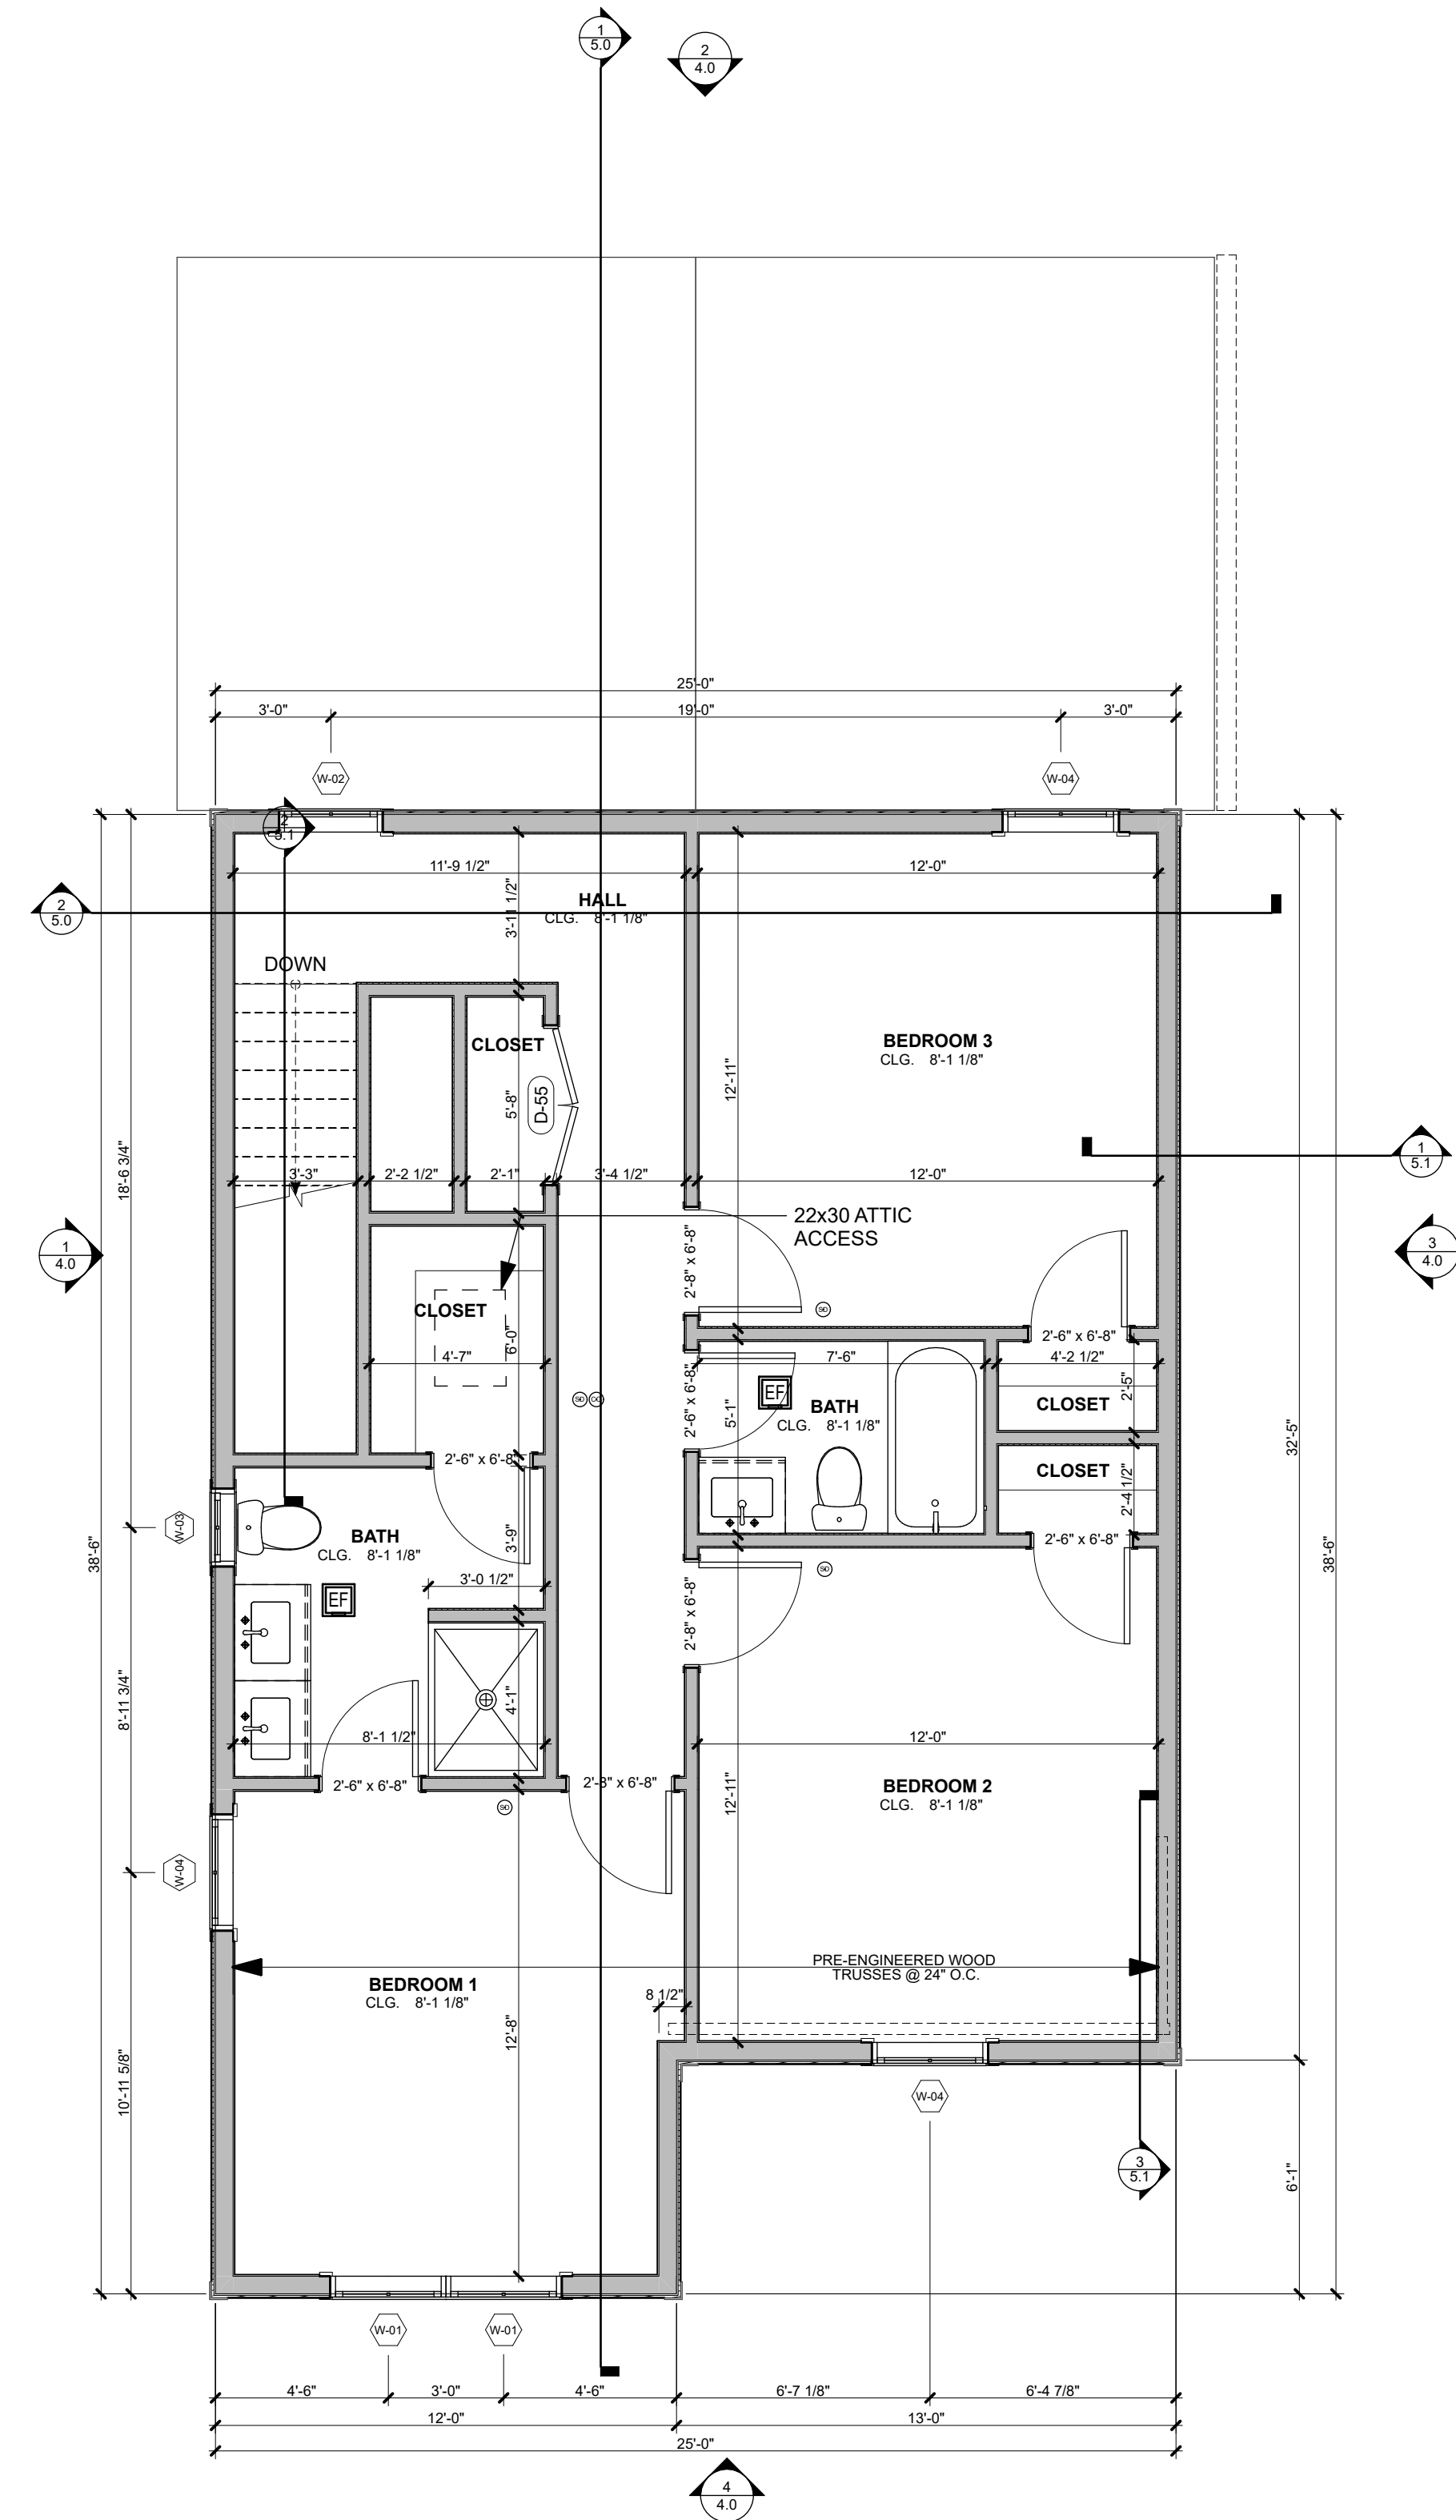 1
5.0
2
4.0
25'-0"
3'-0"
19'-0"
3'-0"
W-02
W-04
2
5.1
11'-9 1/2"
12'-0"
2
5.0
HALL
CLG. 8'-1 1/8"
3'-11 1/2"
DOWN
CLOSET
BEDROOM 3
CLG. 8'-1 1/8"
12'-11"
5'-8"
D-55
18'-6 3/4"
3'-3"
2'-2 1/2"
2'-1"
3'-4 1/2"
12'-0"
1
5.1
22x30 ATTIC
ACCESS
1
4.0
3
4.0
2'-8" x 6'-8"
CLOSET
SD
6'-0"
4'-7"
2'-6" x 6'-8"
7'-6"
4'-2 1/2"
2'-5"
SD
CO
2'-6" x 6'-8"
5'-1"
EF
BATH
CLG. 8'-1 1/8"
CLOSET
32'-5"
2'-6" x 6'-8"
CLOSET
2'-4 1/2"
W-03
BATH
CLG. 8'-1 1/8"
3'-9"
2'-6" x 6'-8"
38'-6"
38'-6"
3'-0 1/2"
EF
SD
2'-8" x 6'-8"
8'-11 3/4"
4'-1"
8'-1 1/2"
12'-0"
2'-6" x 6'-8"
2'-8" x 6'-8"
12'-11"
BEDROOM 2
CLG. 8'-1 1/8"
SD
W-04
PRE-ENGINEERED WOOD
TRUSSES @ 24" O.C.
BEDROOM 1
CLG. 8'-1 1/8"
8 1/2"
12'-8"
10'-11 5/8"
W-04
3
5.1
6'-1"
W-01
W-01
4'-6"
3'-0"
4'-6"
6'-7 1/8"
6'-4 7/8"
12'-0"
13'-0"
25'-0"
4
4.0